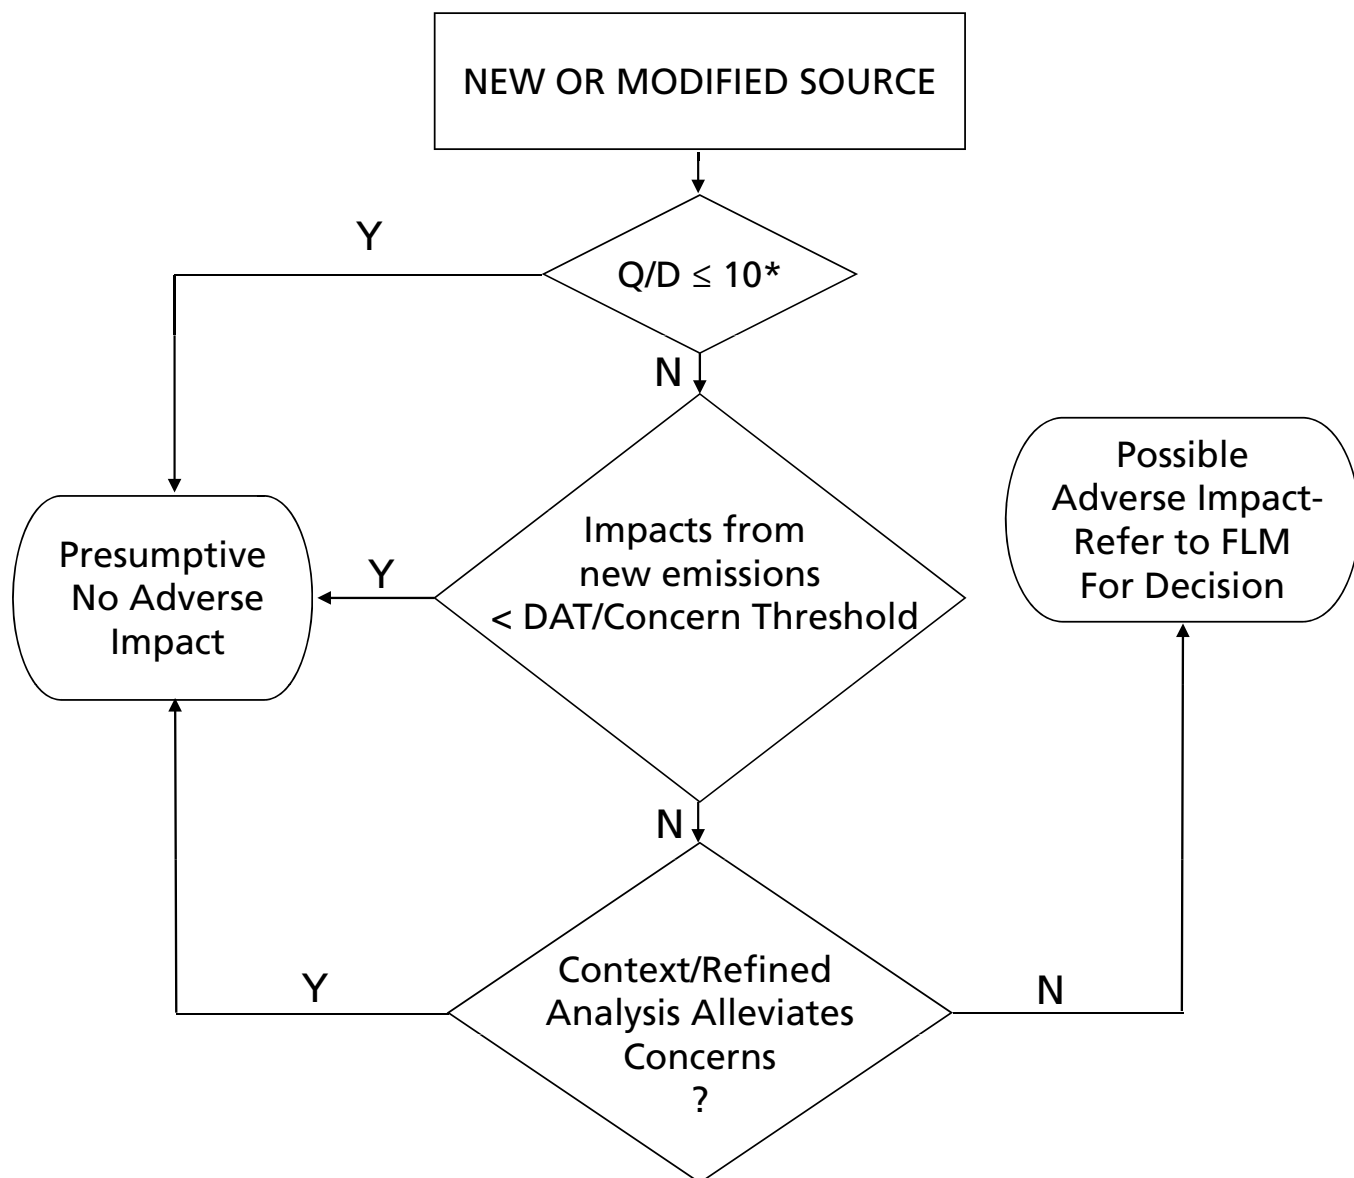 NEW OR MODIFIED SOURCE
Y
Q/D ≤ 10*
N
Possible
Adverse Impact-
Refer to FLM
For Decision
Impacts from
new emissions
< DAT/Concern Threshold
Y
Presumptive
No Adverse
Impact
N
Context/Refined
Analysis Alleviates
Concerns
?
Y
N